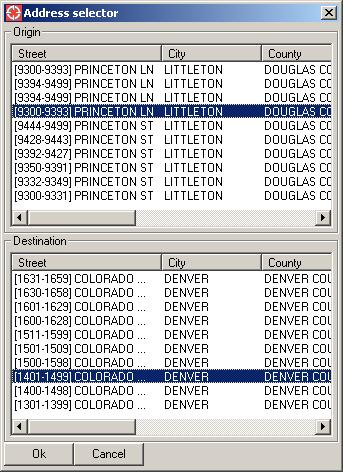 Address selector
Origin
Street City County
[9300-9393] PRINCETON LN LITTLETON DOUGLAS CO
[9394-9499] PRINCETON LN LITTLETON DOUGLAS CO
[9394-9499] PRINCETON LN LITTLETON DOUGLAS CO
[9300-9393] PRINCETON LN LITTLETON DOUGLAS CO
[9444-9499] PRINCETON ST LITTLETON DOUGLAS CO
[9428-9443] PRINCETON ST LITTLETON DOUGLAS CO
[9392-9427] PRINCETON ST LITTLETON DOUGLAS CO
[9350-9391] PRINCETON ST LITTLETON DOUGLAS CO
[9332-9349] PRINCETON ST LITTLETON DOUGLAS CO
[9300-9331] PRINCETON ST LITTLETON DOUGLAS CO
Destination
Street City County
[1631-1659] COLORADO ... DENVER DENVER COU
[1630-1658] COLORADO ... DENVER DENVER COU
[1601-1629] COLORADO ... DENVER DENVER COU
[1600-1628] COLORADO ... DENVER DENVER COU
[1511-1599] COLORADO ... DENVER DENVER COU
[1501-1509] COLORADO ... DENVER DENVER COU
[1500-1598] COLORADO ... DENVER DENVER COU
[1401-1499] COLORADO ... DENVER DENVER COU
[1400-1498] COLORADO ... DENVER DENVER COU
[1301-1399] COLORADO ... DENVER DENVER COU
Ok Cancel